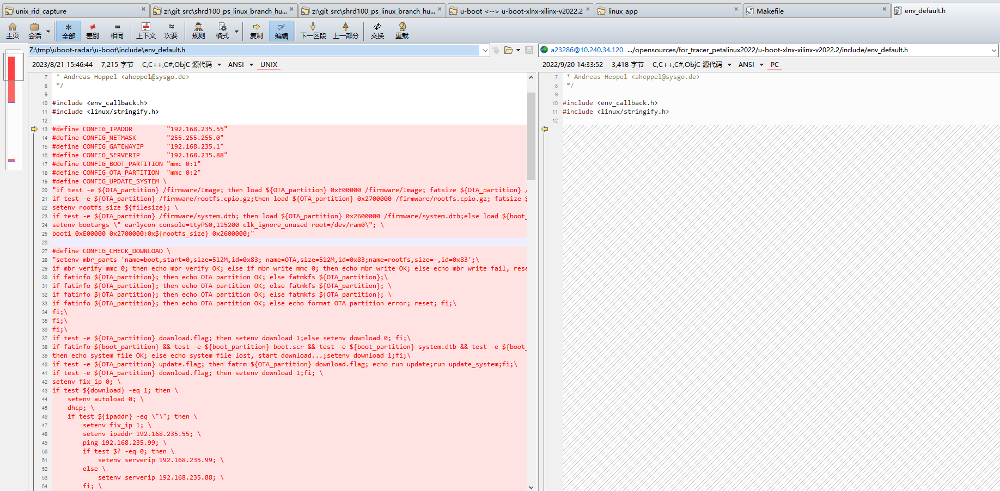 unix_rid_capture
z:\git_src\shrd100_ps_linux_branch_hu...
z:\git_src\shrd100_ps_linux_branch_hu...
u-boot <--> u-boot-xlnx-xilinx-v2022.2
linux_app
Makefile
env_default.h
主页 会话 全部 差别 相同 上下文 次要 规则 格式 复制 编辑 下一区段 上一部分 交换 重载
Z:\tmp\uboot-radar\u-boot\include\env_default.h
a23286@10.240.34.120 .../opensources/for_tracer_petalinux2022/u-boot-xlnx-xilinx-v2022.2/include/env_default.h
2023/8/21 15:46:44 7,215 字节 C,C++,C#,ObjC 源代码 ANSI UNIX
2022/9/20 14:33:52 3,418 字节 C,C++,C#,ObjC 源代码 ANSI PC
7 * Andreas Heppel <aheppel@sysgo.de>
8 */
9
10 #include <env_callback.h>
11 #include <linux/stringify.h>
12
13 #define CONFIG_IPADDR "192.168.235.55"
14 #define CONFIG_NETMASK "255.255.255.0"
15 #define CONFIG_GATEWAYIP "192.168.235.1"
16 #define CONFIG_SERVERIP "192.168.235.88"
17 #define CONFIG_BOOT_PARTITION "mmc 0:1"
18 #define CONFIG_OTA_PARTITION "mmc 0:2"
19 #define CONFIG_UPDATE_SYSTEM \
20 "if test -e ${OTA_partition} /firmware/Image; then load ${OTA_partition} 0xE00000 /firmware/Image; fatsize ${OTA_partition} /
21 if test -e ${OTA_partition} /firmware/rootfs.cpio.gz;then load ${OTA_partition} 0x2700000 /firmware/rootfs.cpio.gz; fatsize $
22 setenv rootfs_size ${filesize}; \
23 if test -e ${OTA_partition} /firmware/system.dtb; then load ${OTA_partition} 0x2600000 /firmware/system.dtb;else load ${boot_
24 setenv bootargs \" earlycon console=ttyPS0,115200 clk_ignore_unused root=/dev/ram0\"; \
25 booti 0xE00000 0x2700000:0x${rootfs_size} 0x2600000;"
26
27 #define CONFIG_CHECK_DOWNLOAD \
28 "setenv mbr_parts 'name=boot,start=0,size=512M,id=0x83; name=OTA,size=512M,id=0x83;name=rootfs,size=-,id=0x83';\
29 if mbr verify mmc 0; then echo mbr verify OK; else if mbr write mmc 0; then echo mbr write OK; else echo mbr write fail, rese
30 if fatinfo ${OTA_partition}; then echo OTA partition OK; else fatmkfs ${OTA_partition};\
31 if fatinfo ${OTA_partition}; then echo OTA partition OK; else fatmkfs ${OTA_partition}; \
32 if fatinfo ${OTA_partition}; then echo OTA partition OK; else fatmkfs ${OTA_partition}; \
33 if fatinfo ${OTA_partition}; then echo OTA partition OK; else echo format OTA partition error; reset; fi;\
34 fi;\
35 fi;\
36 fi;\
37 if test -e ${OTA_partition} download.flag; then setenv download 1;else setenv download 0; fi;\
38 if fatinfo ${boot_partition} && test -e ${boot_partition} boot.scr && test -e ${boot_partition} system.dtb && test -e ${boot_
39 then echo system file OK; else echo system file lost, start download...;setenv download 1;fi;\
40 if test -e ${OTA_partition} update.flag; then fatrm ${OTA_partition} download.flag; echo run update;run update_system;fi;\
41 if test -e ${OTA_partition} download.flag; then setenv download 1;fi; \
42 setenv fix_ip 0; \
43 if test ${download} -eq 1; then \
44 setenv autoload 0; \
45 dhcp; \
46 if test ${ipaddr} -eq \"\"; then \
47 setenv fix_ip 1; \
48 setenv ipaddr 192.168.235.55; \
49 ping 192.168.235.99; \
50 if test $? -eq 0; then \
51 setenv serverip 192.168.235.99; \
52 else \
53 setenv serverip 192.168.235.88; \
54 fi; \
7 * Andreas Heppel <aheppel@sysgo.de>
8 */
9
10 #include <env_callback.h>
11 #include <linux/stringify.h>
12